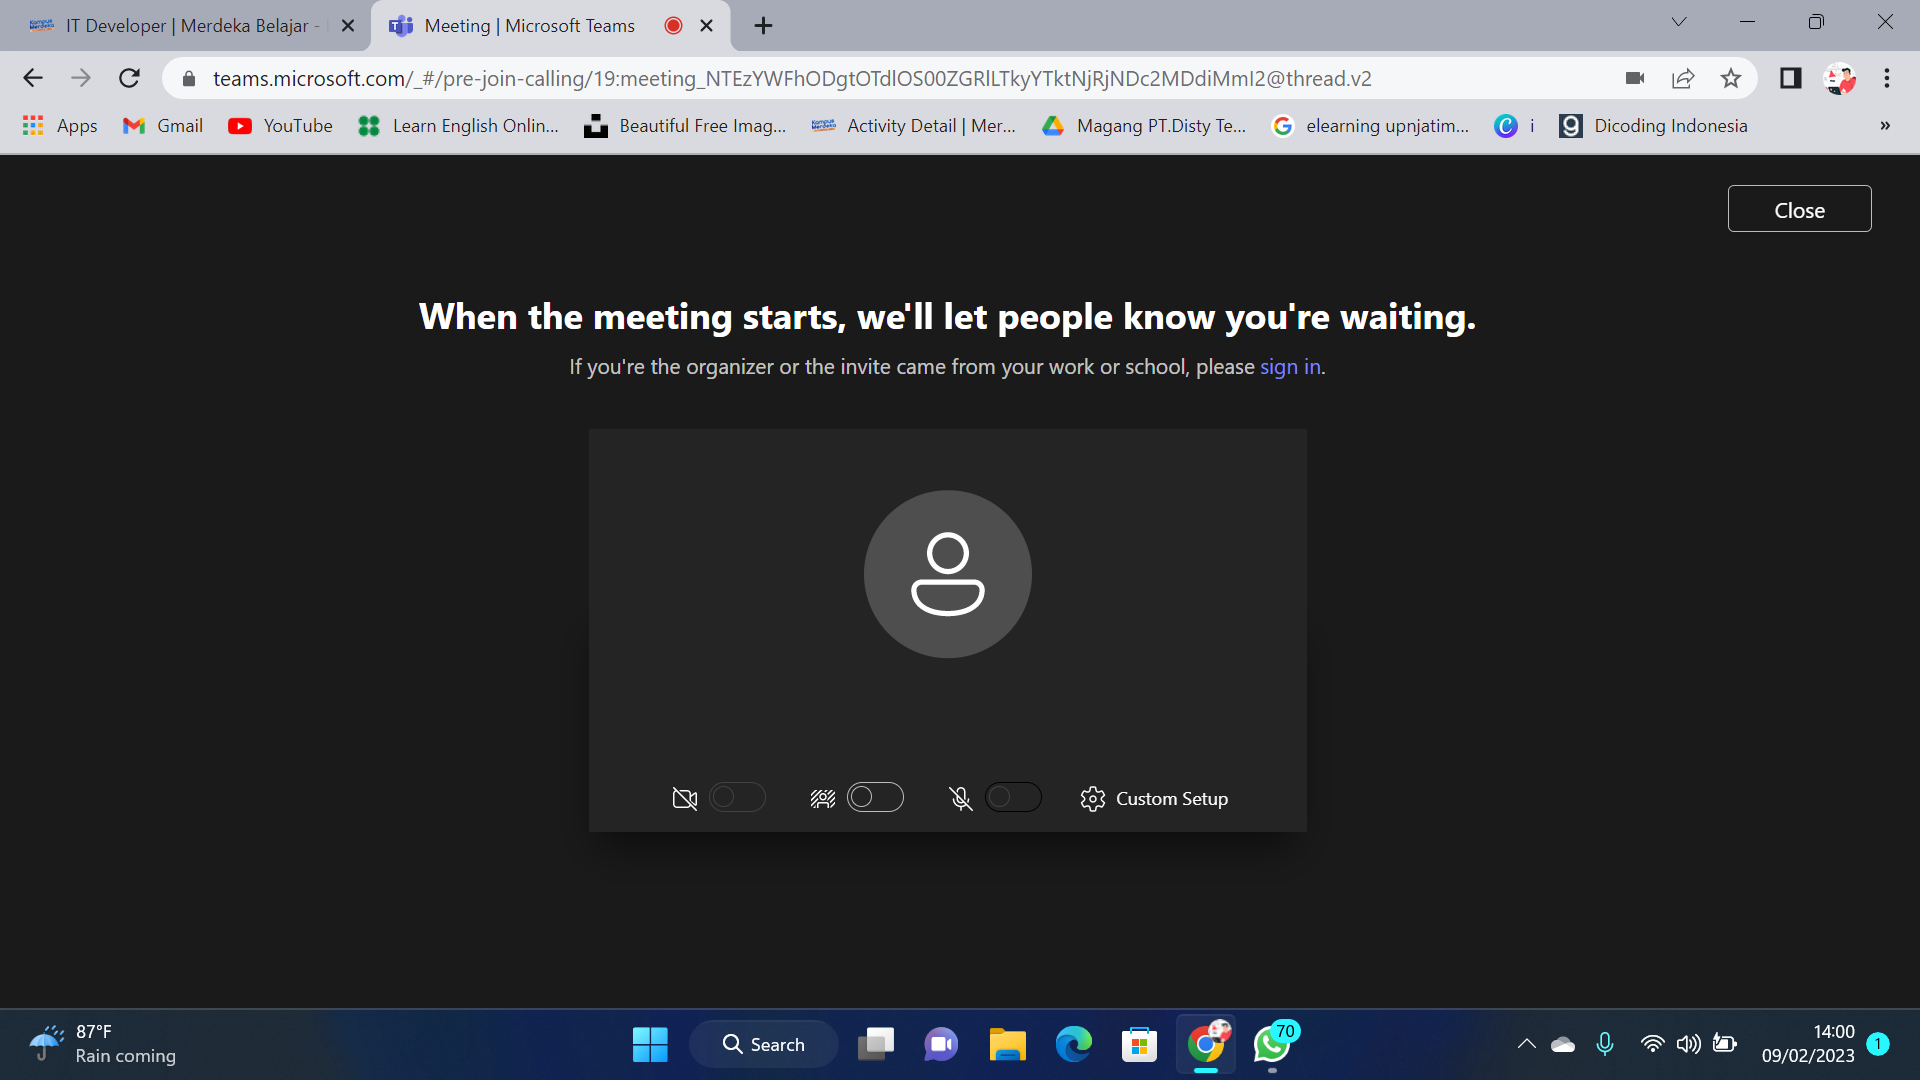 IT Developer | Merdeka Belajar -
Meeting | Microsoft Teams
teams.microsoft.com/_#/pre-join-calling/19:meeting_NTEzYWFhODgtOTdlOS00ZGRlLTkyYTktNjRjNDc2MDdiMmI2@thread.v2
Apps Gmail YouTube Learn English Onlin... Beautiful Free Imag... Activity Detail | Mer... Magang PT.Disty Te... elearning upnjatim... i Dicoding Indonesia »
Close
When the meeting starts, we'll let people know you're waiting.
If you're the organizer or the invite came from your work or school, please sign in.
Custom Setup
87°F
Rain coming
Search
70
14:00
09/02/2023
1